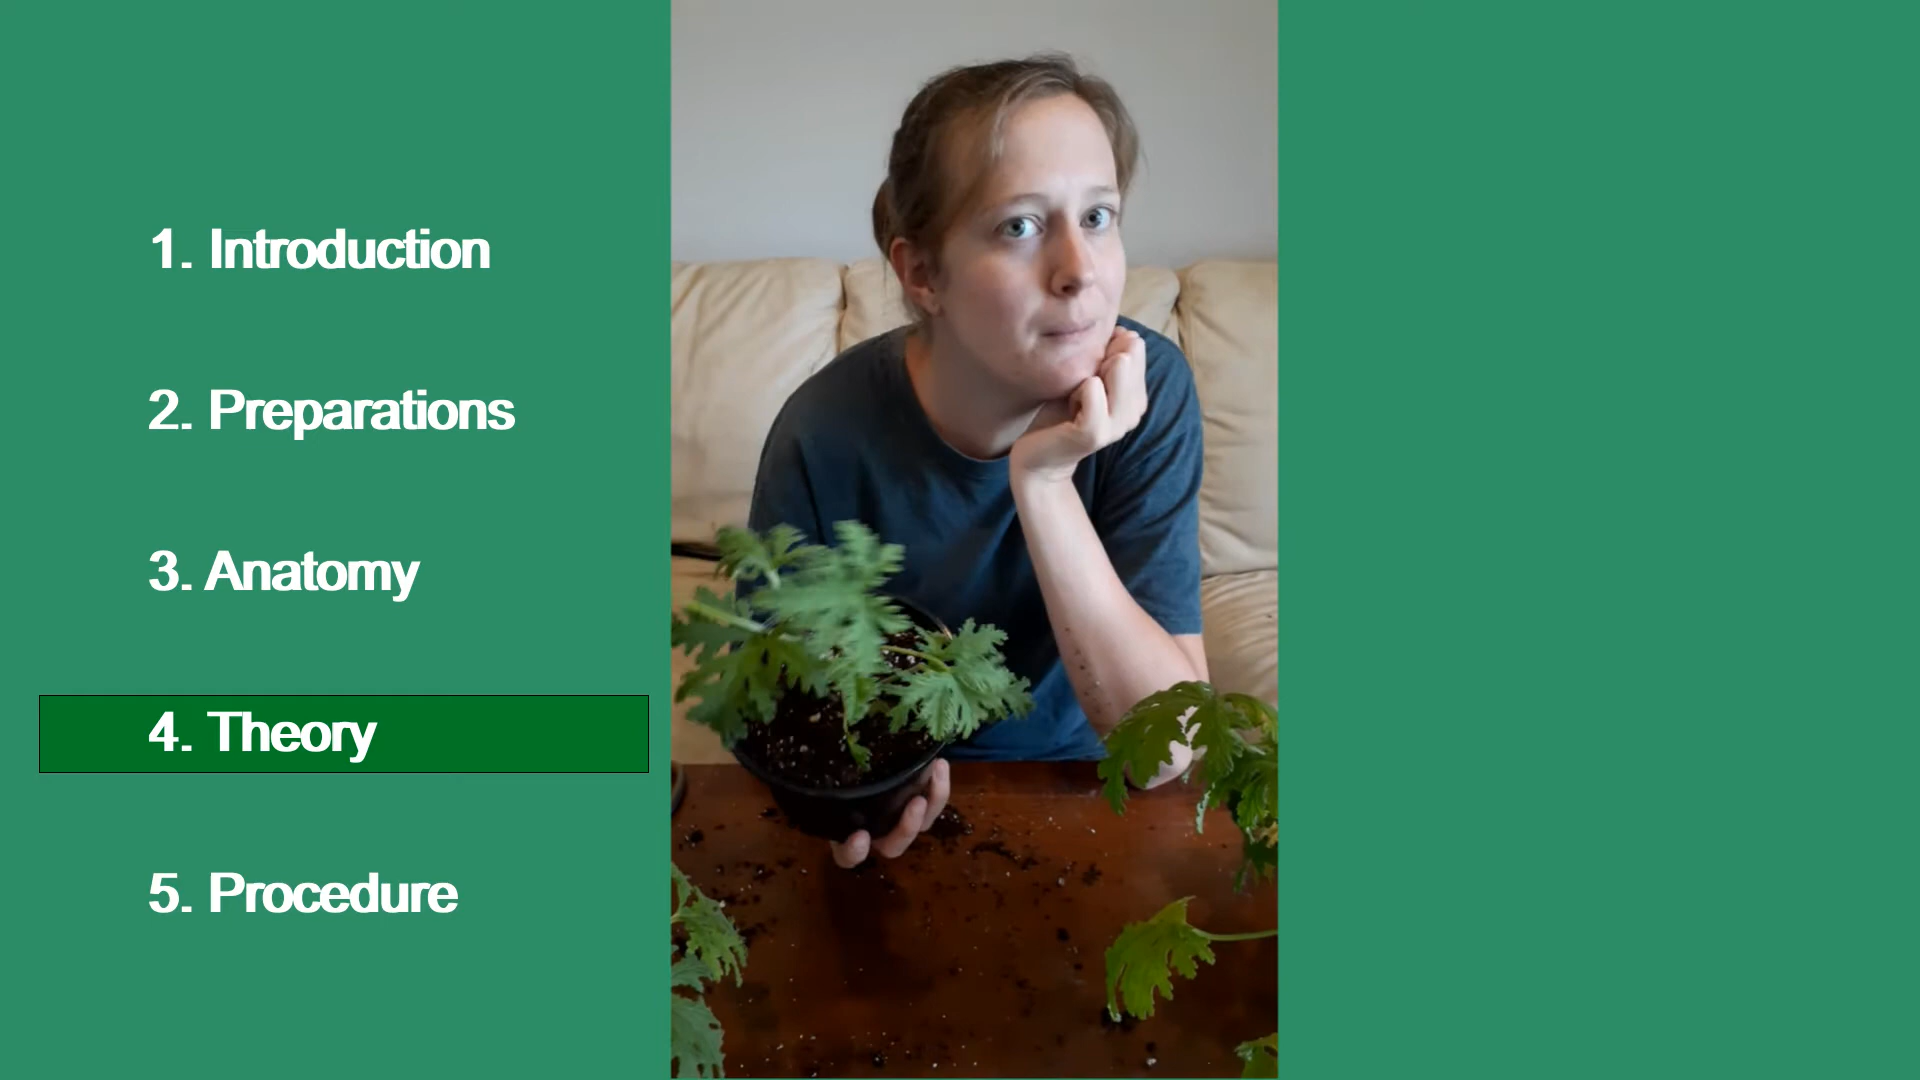 1. Introduction
2. Preparations
3. Anatomy
4. Theory
5. Procedure